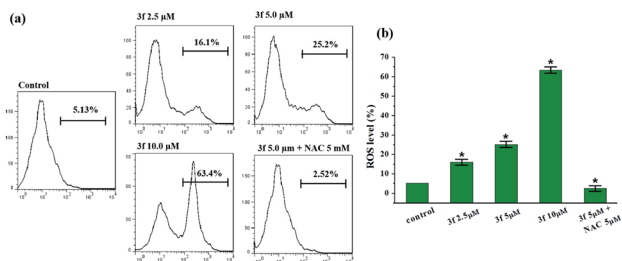 (a)
3f 2.5 µM
3f 5.0 µM
(b)
Control
16.1%
25.2%
5.13%
3f 10.0 µM
3f 5.0 µm + NAC 5 mM
63.4%
2.52%
ROS level (%)
70
60
50
40
30
20
10
0
control
3f 2.5µM
3f 5µM
3f 10µM
3f 5µM +
NAC 5µM
* * * *